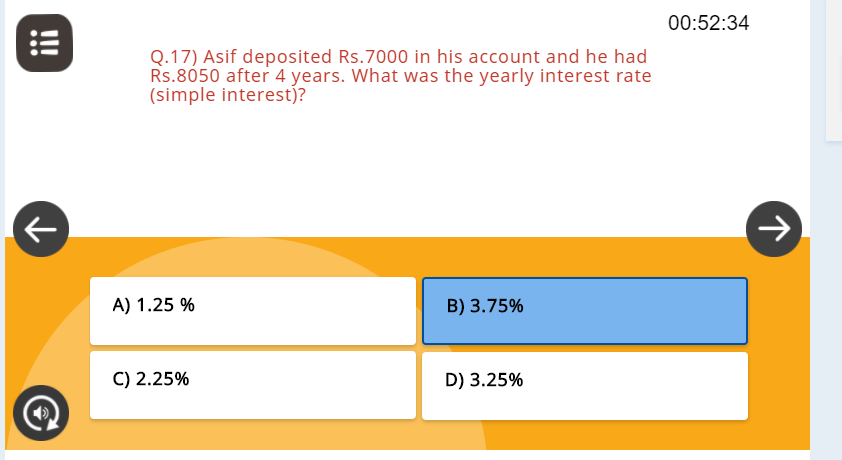 00:52:34
Q.17) Asif deposited Rs.7000 in his account and he had
Rs.8050 after 4 years. What was the yearly interest rate
(simple interest)?
A) 1.25 %
B) 3.75%
C) 2.25%
D) 3.25%